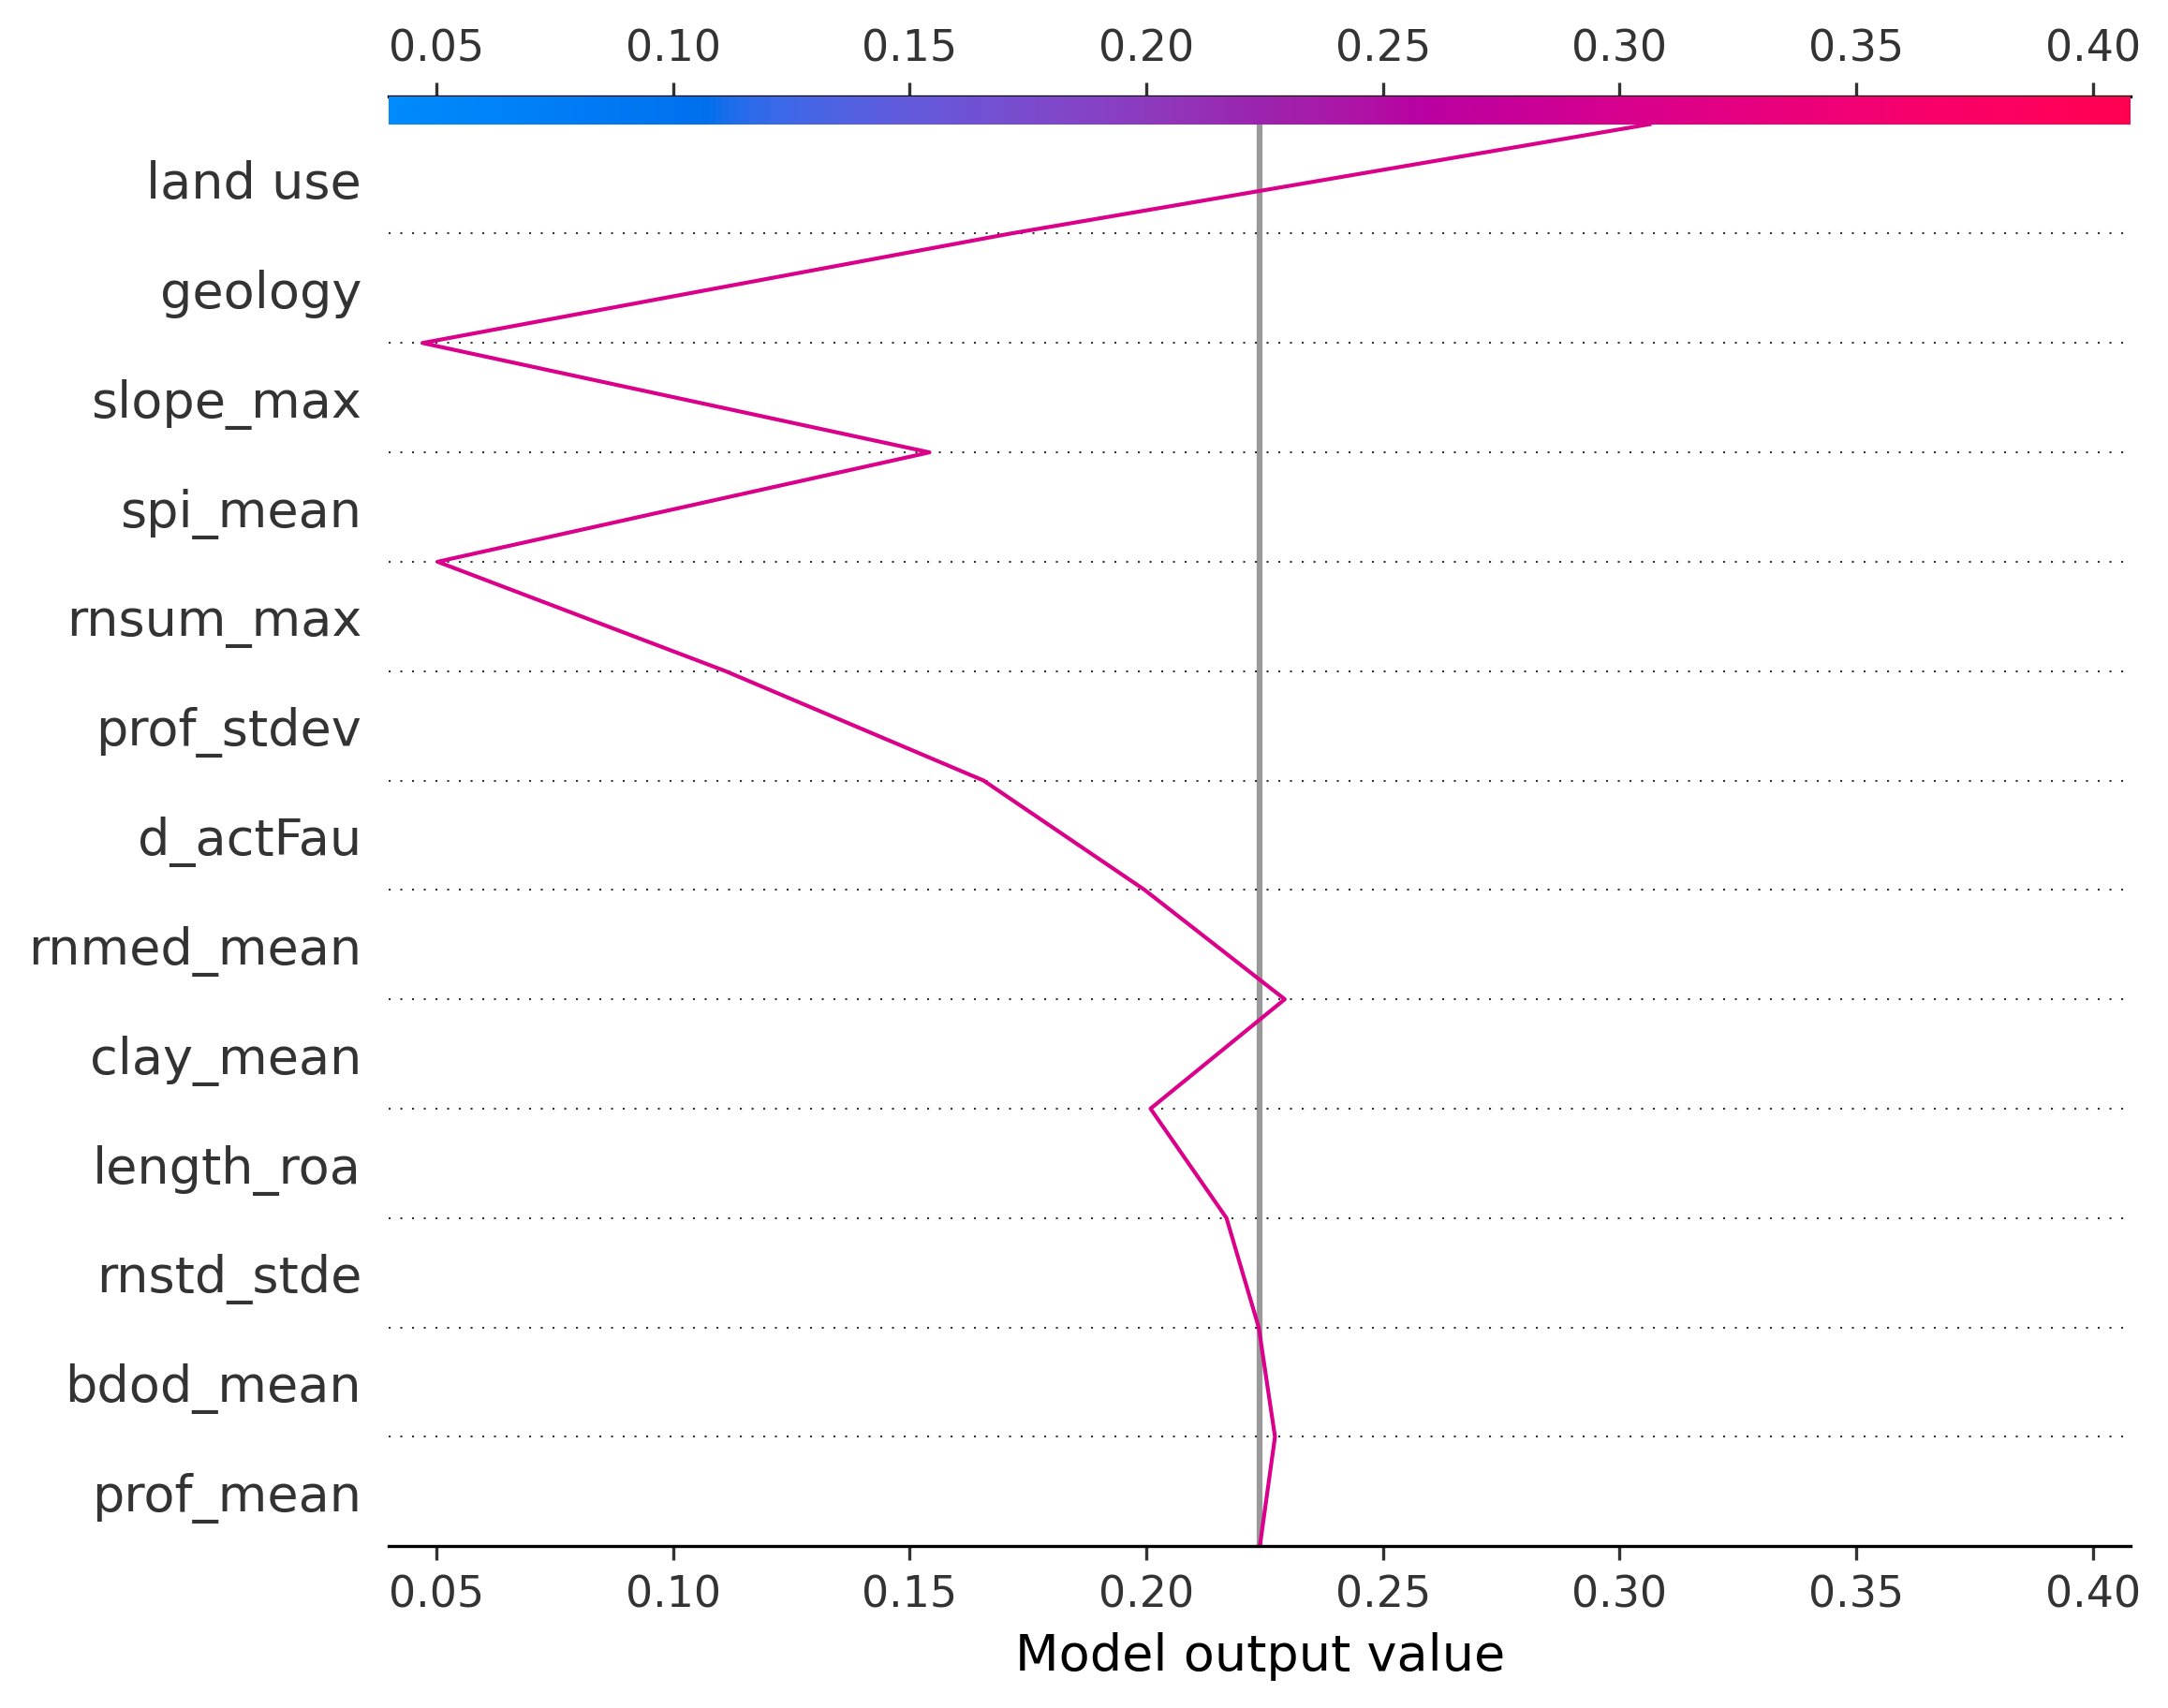 0.05 0.10 0.15 0.20 0.25 0.30 0.35 0.40
land use
geology
slope_max
spi_mean
rnsum_max
prof_stdev
d_actFau
rnmed_mean
clay_mean
length_roa
rnstd_stde
bdod_mean
prof_mean
0.05 0.10 0.15 0.20 0.25 0.30 0.35 0.40
Model output value